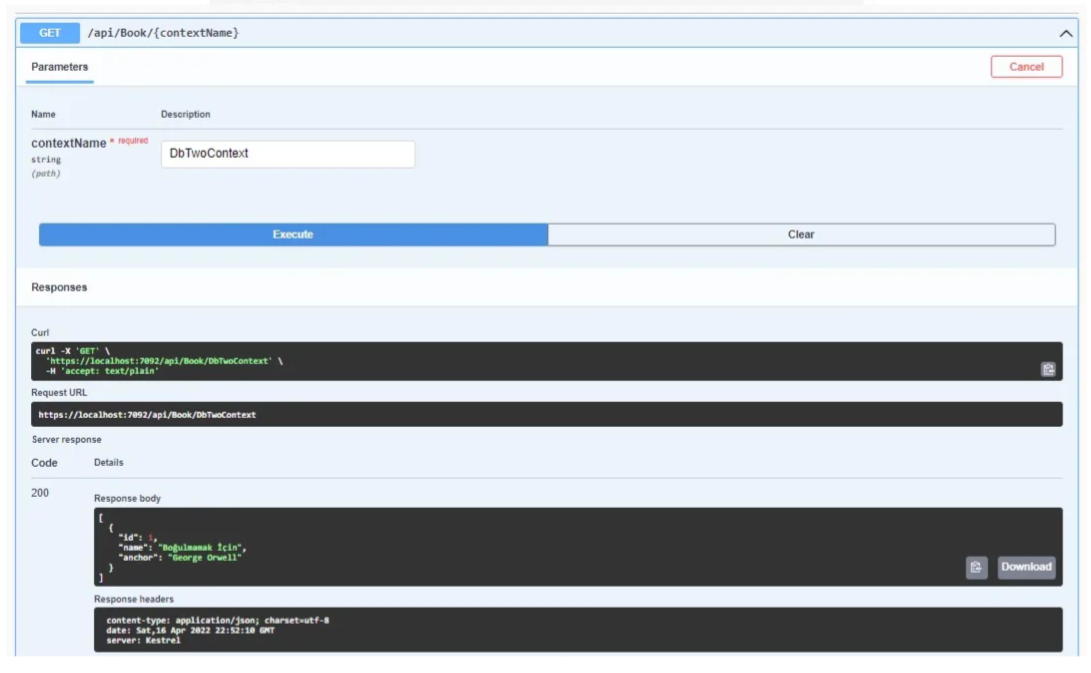 GET /api/Book/{contextName}
Parameters
Cancel
Name Description
contextName * required
string
(path)
DbTwoContext
Execute
Clear
Responses
Curl
curl -X 'GET' \
'https://localhost:7092/api/Book/DbTwoContext' \
-H 'accept: text/plain'
Request URL
https://localhost:7092/api/Book/DbTwoContext
Server response
Code Details
200
Response body
[
{
"id": 1,
"name": "Boğulmamak İçin",
"anchor": "George Orwell"
}
]
Download
Response headers
content-type: application/json; charset=utf-8
date: Sat,16 Apr 2022 22:52:10 GMT
server: Kestrel